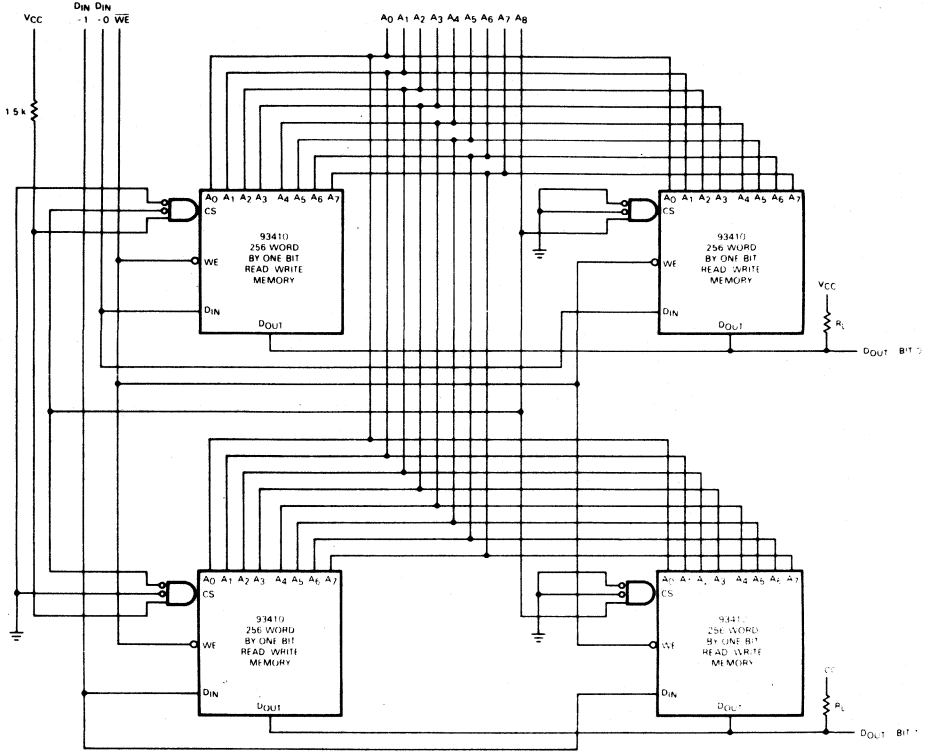 VCC
DIN
-1
DIN
-0
WE
A0 A1 A2 A3 A4 A5 A6 A7 A8
1 5 k
A0 A1 A2 A3 A4 A5 A6 A7
CS
93410
256 WORD
BY ONE BIT
READ WRITE
MEMORY
WE
DIN
DOUT
A0 A1 A2 A3 A4 A5 A6 A7
CS
93410
256 WORD
BY ONE BIT
READ WRITE
MEMORY
WE
DIN
DOUT
VCC
RL
DOUT BIT
A0 A1 A2 A3 A4 A5 A6 A7
CS
93410
256 WORD
BY ONE BIT
READ WRITE
MEMORY
WE
DIN
DOUT
A0 A1 A3 A4 A5 A6 A7
CS
256 WORD
BY ONE BIT
READ WRITE
MEMORY
WE
DIN
DOUT
RL
DOUT BIT